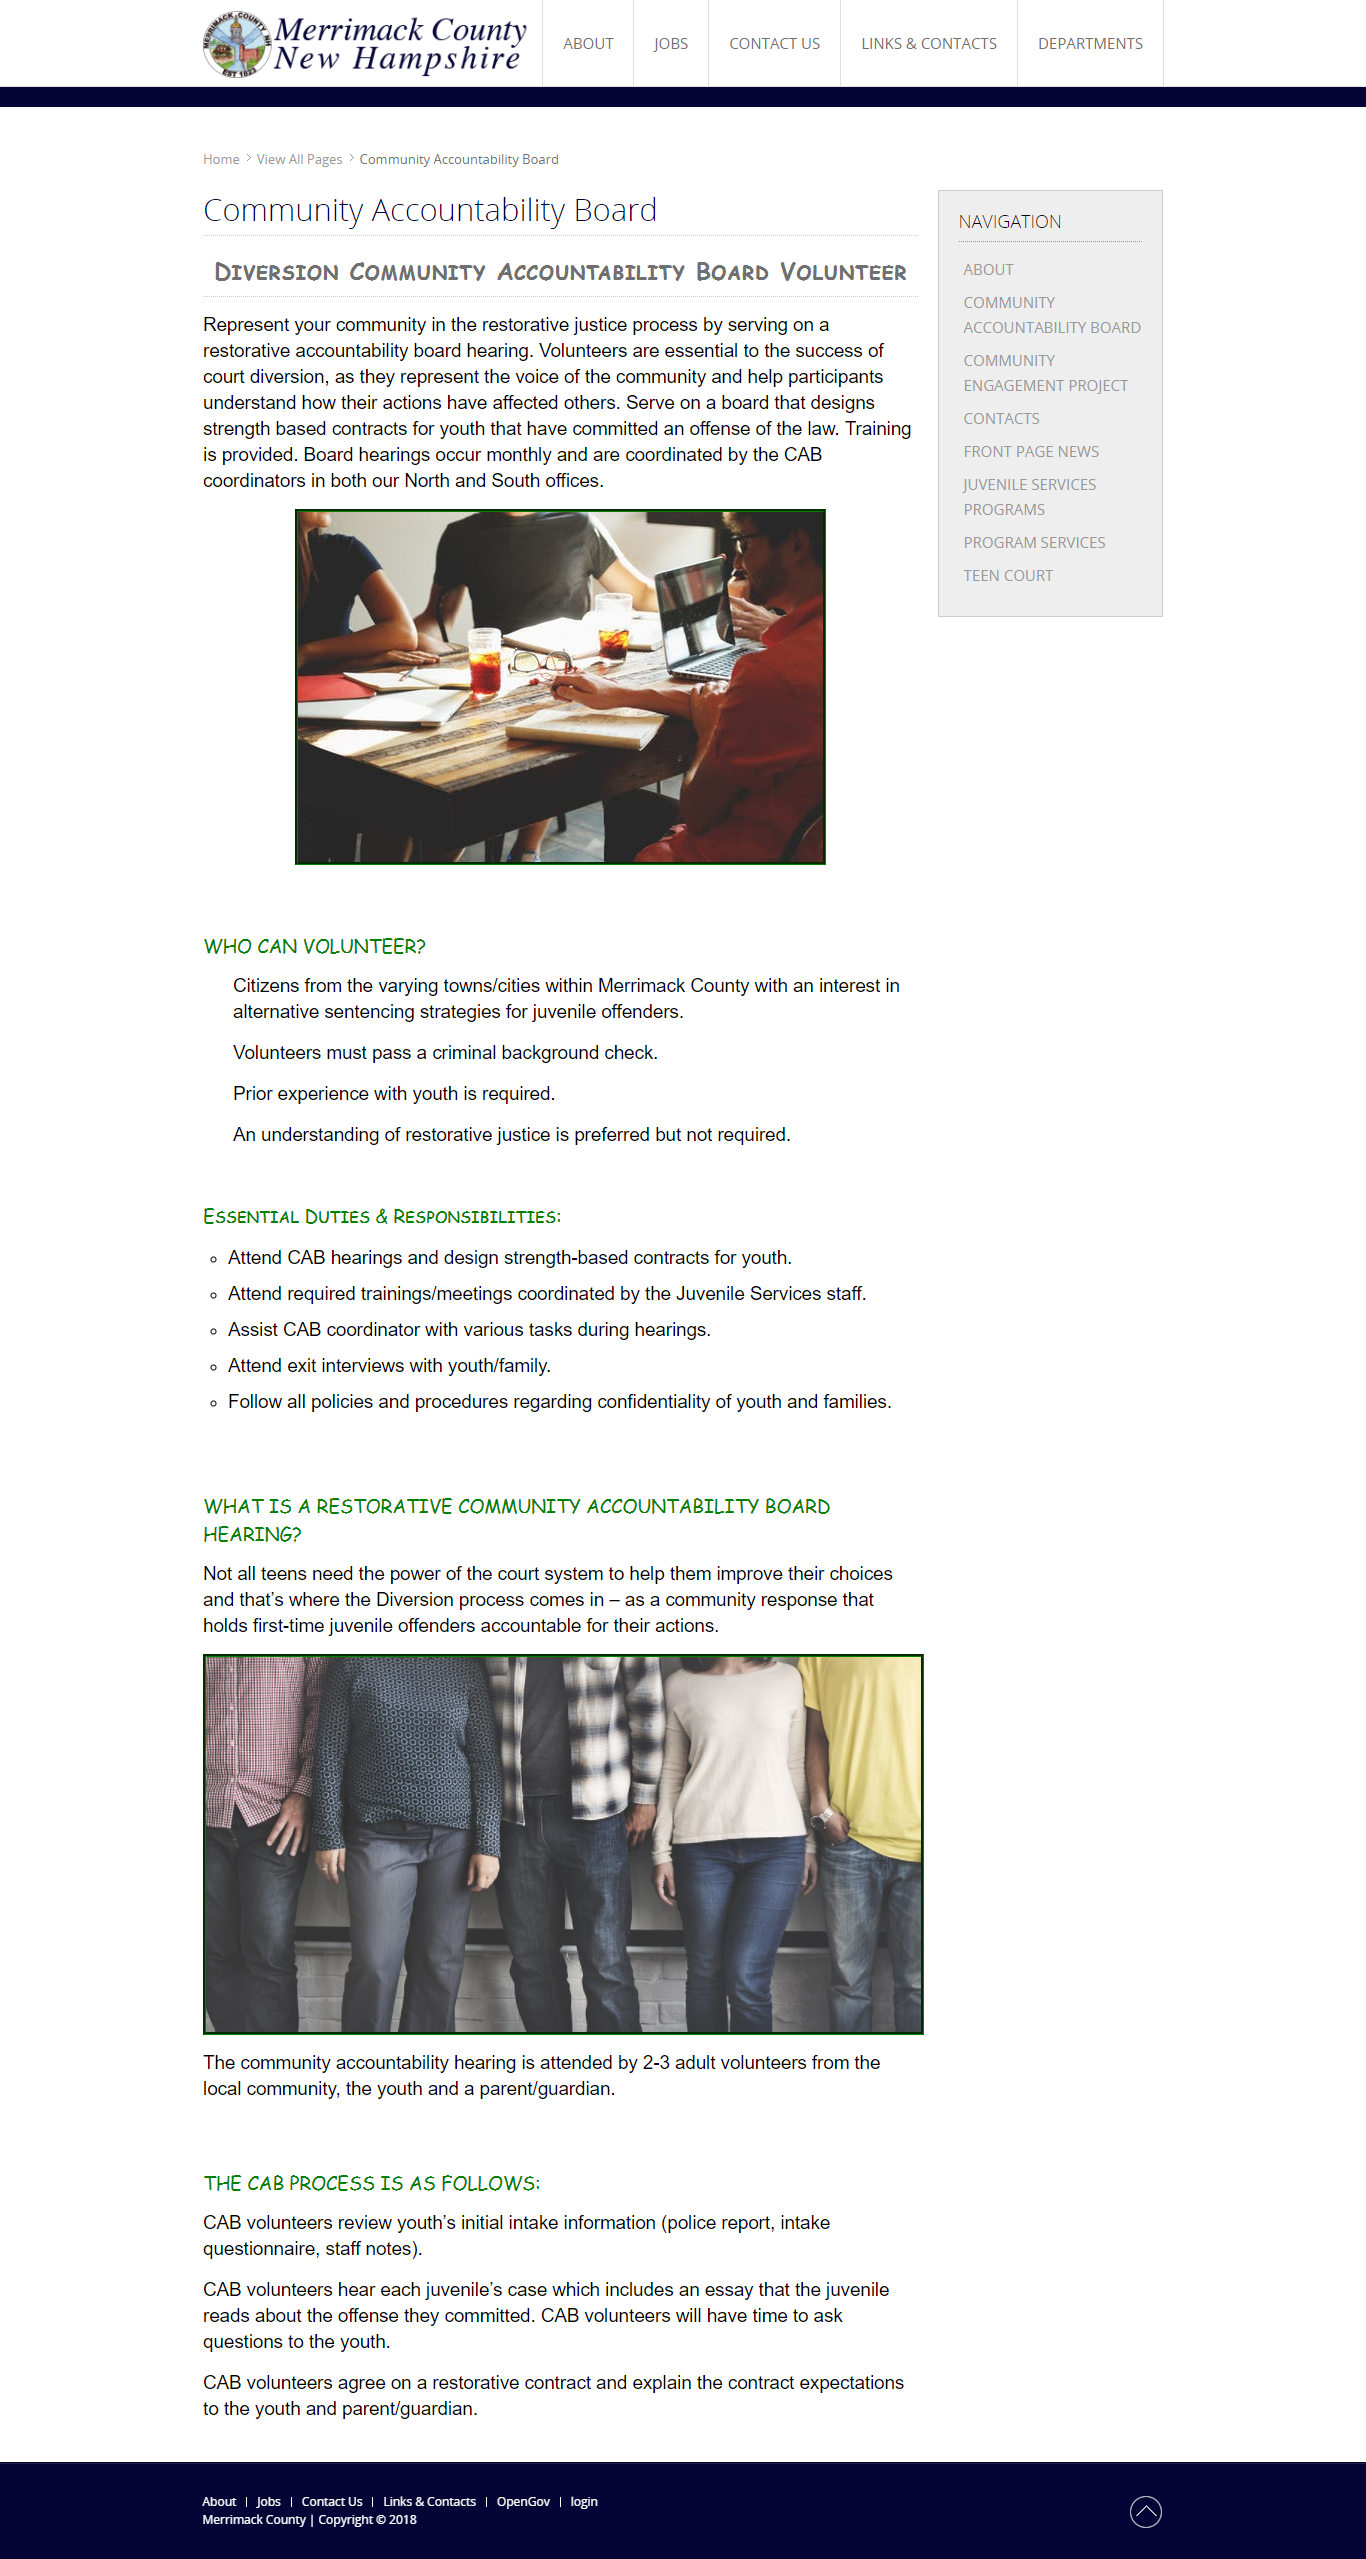 MERRIMACK COUNTY NH
EST 1823
Merrimack County
New Hampshire
ABOUT
JOBS
CONTACT US
LINKS & CONTACTS
DEPARTMENTS
Home > View All Pages > Community Accountability Board
Community Accountability Board
Diversion Community Accountability Board Volunteer
Represent your community in the restorative justice process by serving on a
restorative accountability board hearing. Volunteers are essential to the success of
court diversion, as they represent the voice of the community and help participants
understand how their actions have affected others. Serve on a board that designs
strength based contracts for youth that have committed an offense of the law. Training
is provided. Board hearings occur monthly and are coordinated by the CAB
coordinators in both our North and South offices.
NAVIGATION
ABOUT
COMMUNITY
ACCOUNTABILITY BOARD
COMMUNITY
ENGAGEMENT PROJECT
CONTACTS
FRONT PAGE NEWS
JUVENILE SERVICES
PROGRAMS
PROGRAM SERVICES
TEEN COURT
WHO CAN VOLUNTEER?
Citizens from the varying towns/cities within Merrimack County with an interest in
alternative sentencing strategies for juvenile offenders.
Volunteers must pass a criminal background check.
Prior experience with youth is required.
An understanding of restorative justice is preferred but not required.
Essential Duties & Responsibilities:
Attend CAB hearings and design strength-based contracts for youth.
Attend required trainings/meetings coordinated by the Juvenile Services staff.
Assist CAB coordinator with various tasks during hearings.
Attend exit interviews with youth/family.
Follow all policies and procedures regarding confidentiality of youth and families.
WHAT IS A RESTORATIVE COMMUNITY ACCOUNTABILITY BOARD
HEARING?
Not all teens need the power of the court system to help them improve their choices
and that’s where the Diversion process comes in – as a community response that
holds first-time juvenile offenders accountable for their actions.
The community accountability hearing is attended by 2-3 adult volunteers from the
local community, the youth and a parent/guardian.
THE CAB PROCESS IS AS FOLLOWS:
CAB volunteers review youth’s initial intake information (police report, intake
questionnaire, staff notes).
CAB volunteers hear each juvenile’s case which includes an essay that the juvenile
reads about the offense they committed. CAB volunteers will have time to ask
questions to the youth.
CAB volunteers agree on a restorative contract and explain the contract expectations
to the youth and parent/guardian.
About | Jobs | Contact Us | Links & Contacts | OpenGov | login
Merrimack County | Copyright © 2018